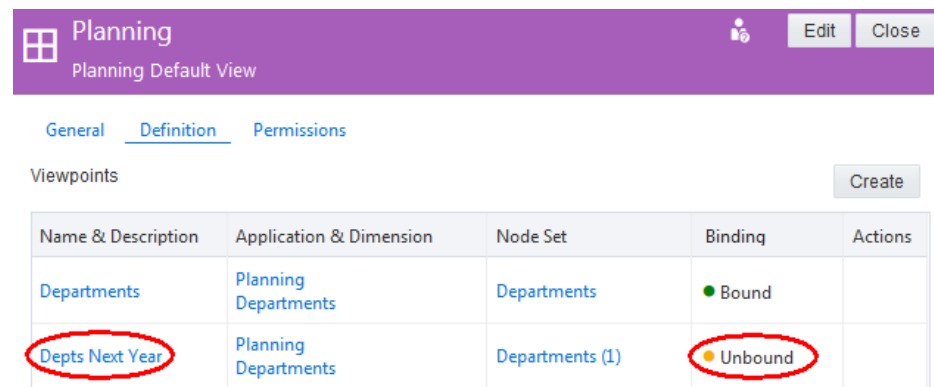 Planning
Edit
Close
Planning Default View
General Definition Permissions
Viewpoints
Create
Name & Description Application & Dimension Node Set Binding Actions
Departments Planning Departments Departments Bound
Depts Next Year Planning Departments Departments (1) Unbound